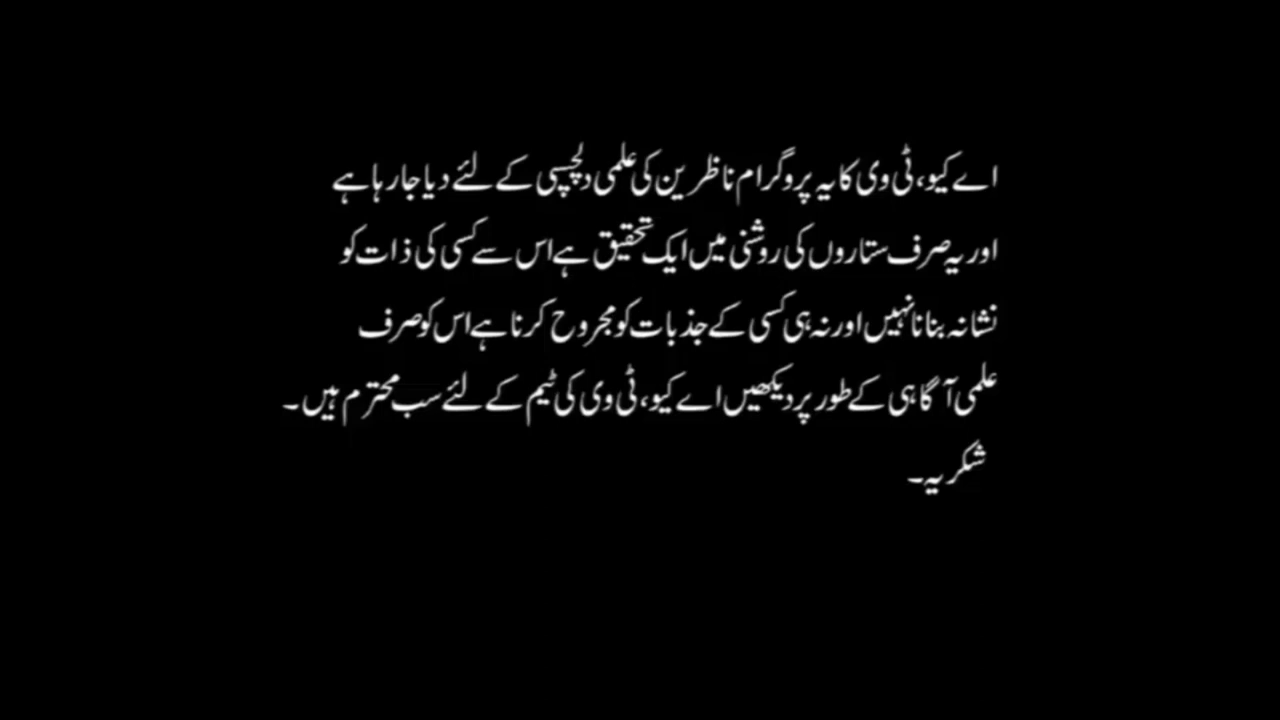 اے کیو، ٹی وی کا یہ پروگرام ناظرین کی علمی دلچسپی کے لئے دیا جا رہا ہے
اور یہ صرف ستاروں کی روشنی میں ایک تحقیق ہے اس سے کسی کی ذات کو
نشانہ بنانا نہیں اور نہ ہی کسی کے جذبات کو مجروح کرنا ہے اس کو صرف
علمی آگاہی کے طور پر دیکھیں اے کیو، ٹی وی کی ٹیم کے لئے سب محترم ہیں۔
شکریہ۔